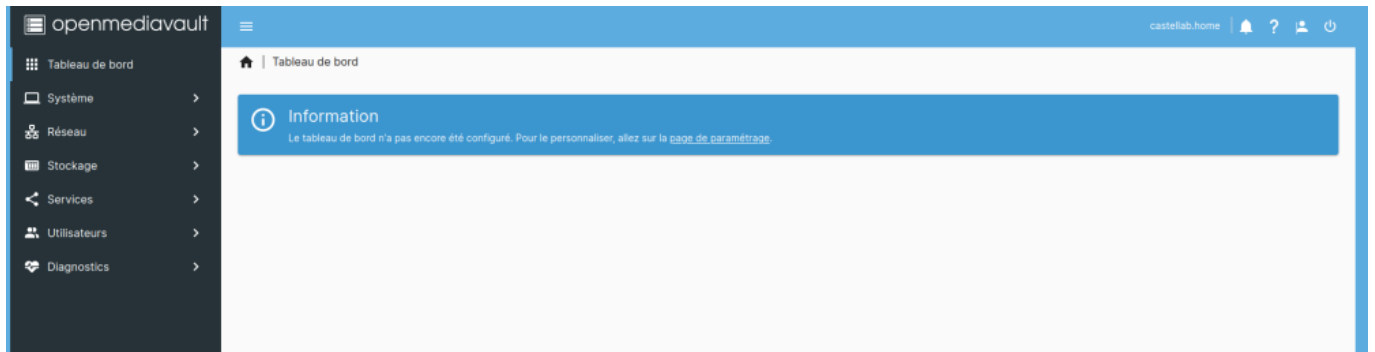 openmediavault
castellab.home
Tableau de bord
Tableau de bord
Système
Information
Le tableau de bord n'a pas encore été configuré. Pour le personnaliser, allez sur la page de paramétrage.
Réseau
Stockage
Services
Utilisateurs
Diagnostics